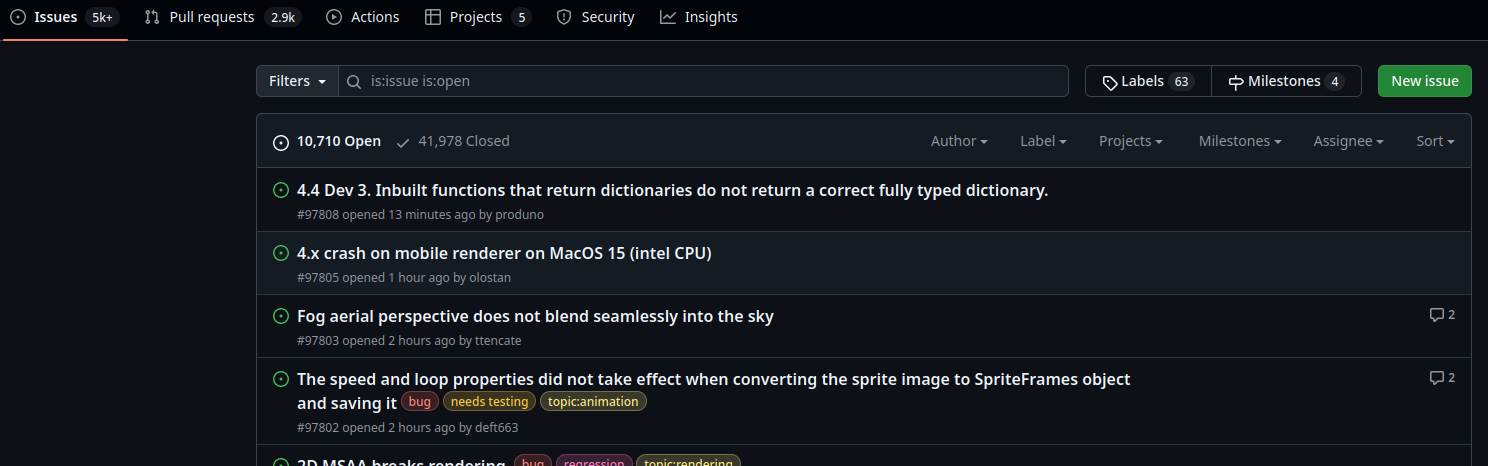 Issues 5k+ Pull requests 2.9k Actions Projects 5 Security Insights
Filters is:issue is:open Labels 63 Milestones 4 New issue
10,710 Open 41,978 Closed Author Label Projects Milestones Assignee Sort
4.4 Dev 3. Inbuilt functions that return dictionaries do not return a correct fully typed dictionary.
#97808 opened 13 minutes ago by produno
4.x crash on mobile renderer on MacOS 15 (intel CPU)
#97805 opened 1 hour ago by olostan
Fog aerial perspective does not blend seamlessly into the sky 2
#97803 opened 2 hours ago by ttencate
The speed and loop properties did not take effect when converting the sprite image to SpriteFrames object 2
and saving it bug needs testing topic:animation
#97802 opened 2 hours ago by deft663
2D MSAA breaks rendering bug regression topic:rendering